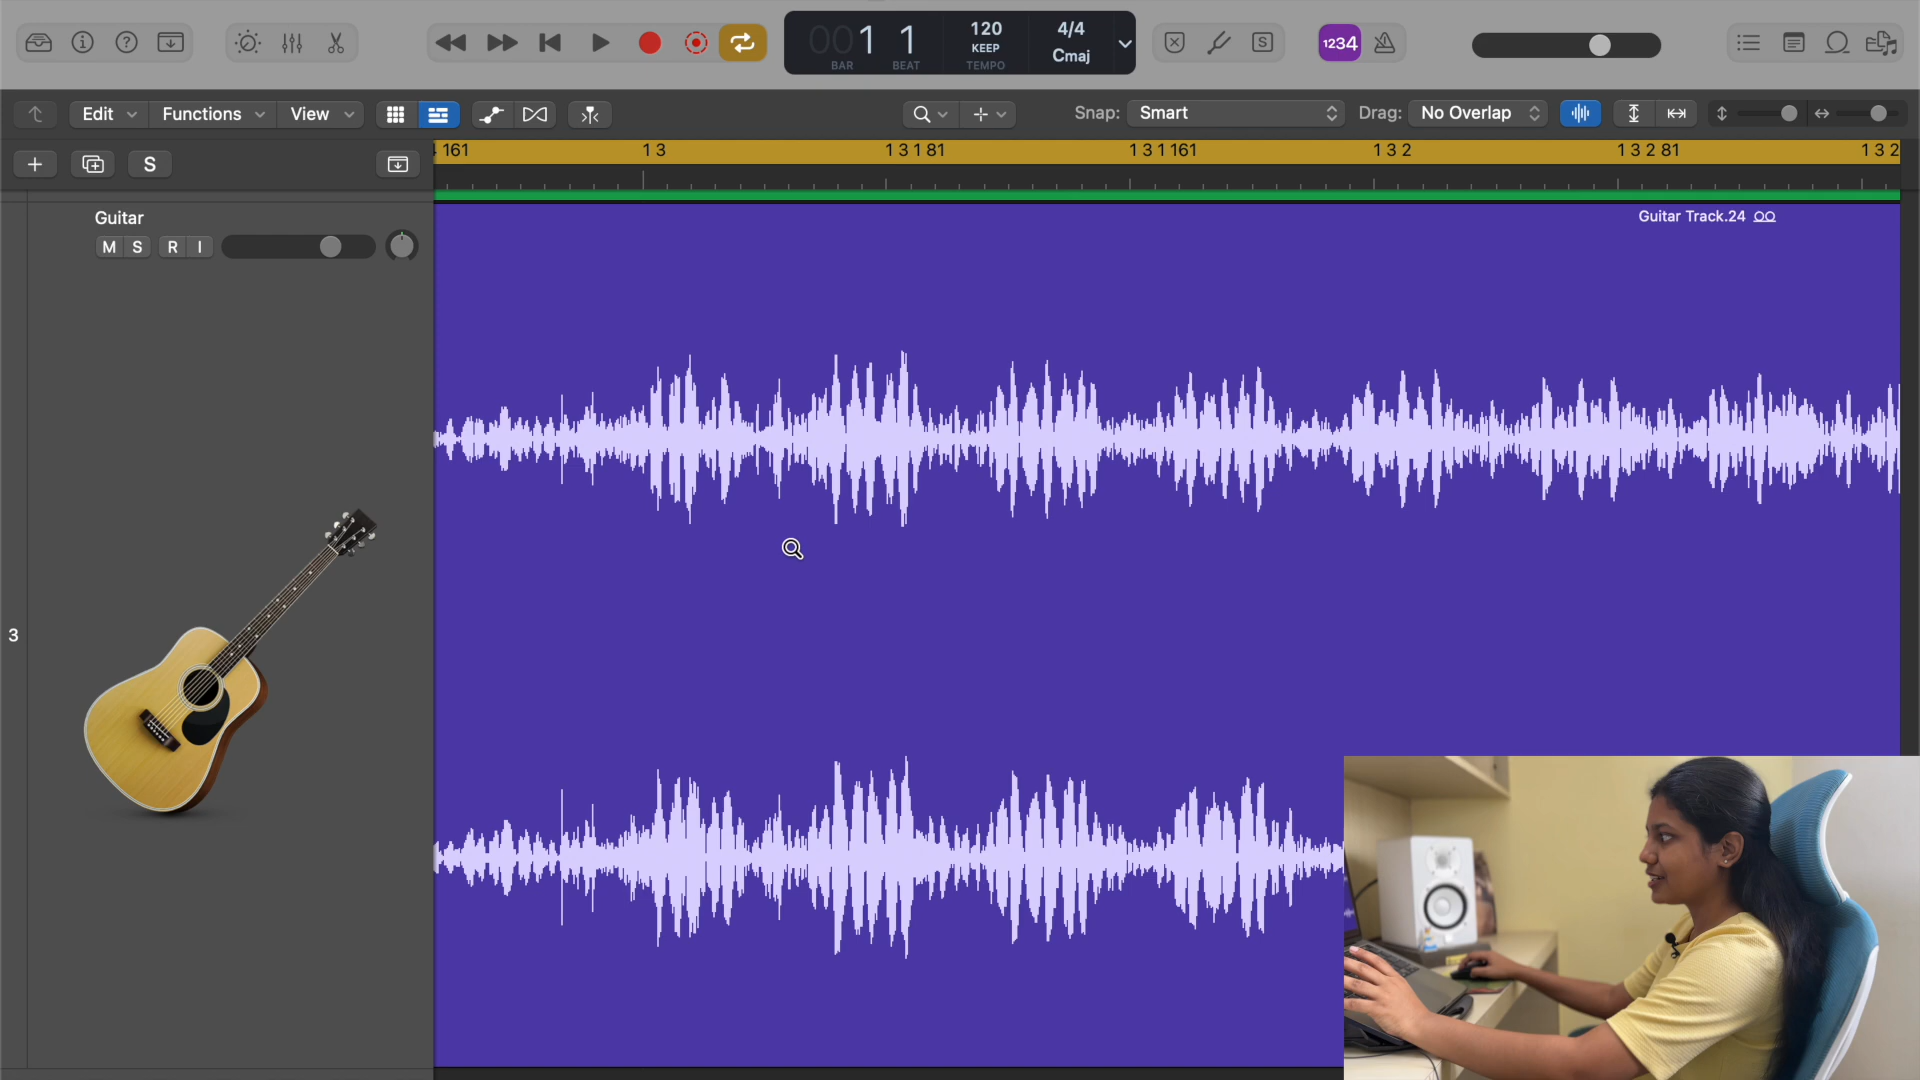 001 1
BAR BEAT
120
KEEP
TEMPO
4/4
Cmaj
S
1234
Edit
Functions
View
Snap: Smart
Drag: No Overlap
S
161
1 3
1 3 1 81
1 3 1 161
1 3 2
1 3 2 81
1 3 2
Guitar
M S R I
Guitar Track.24
3